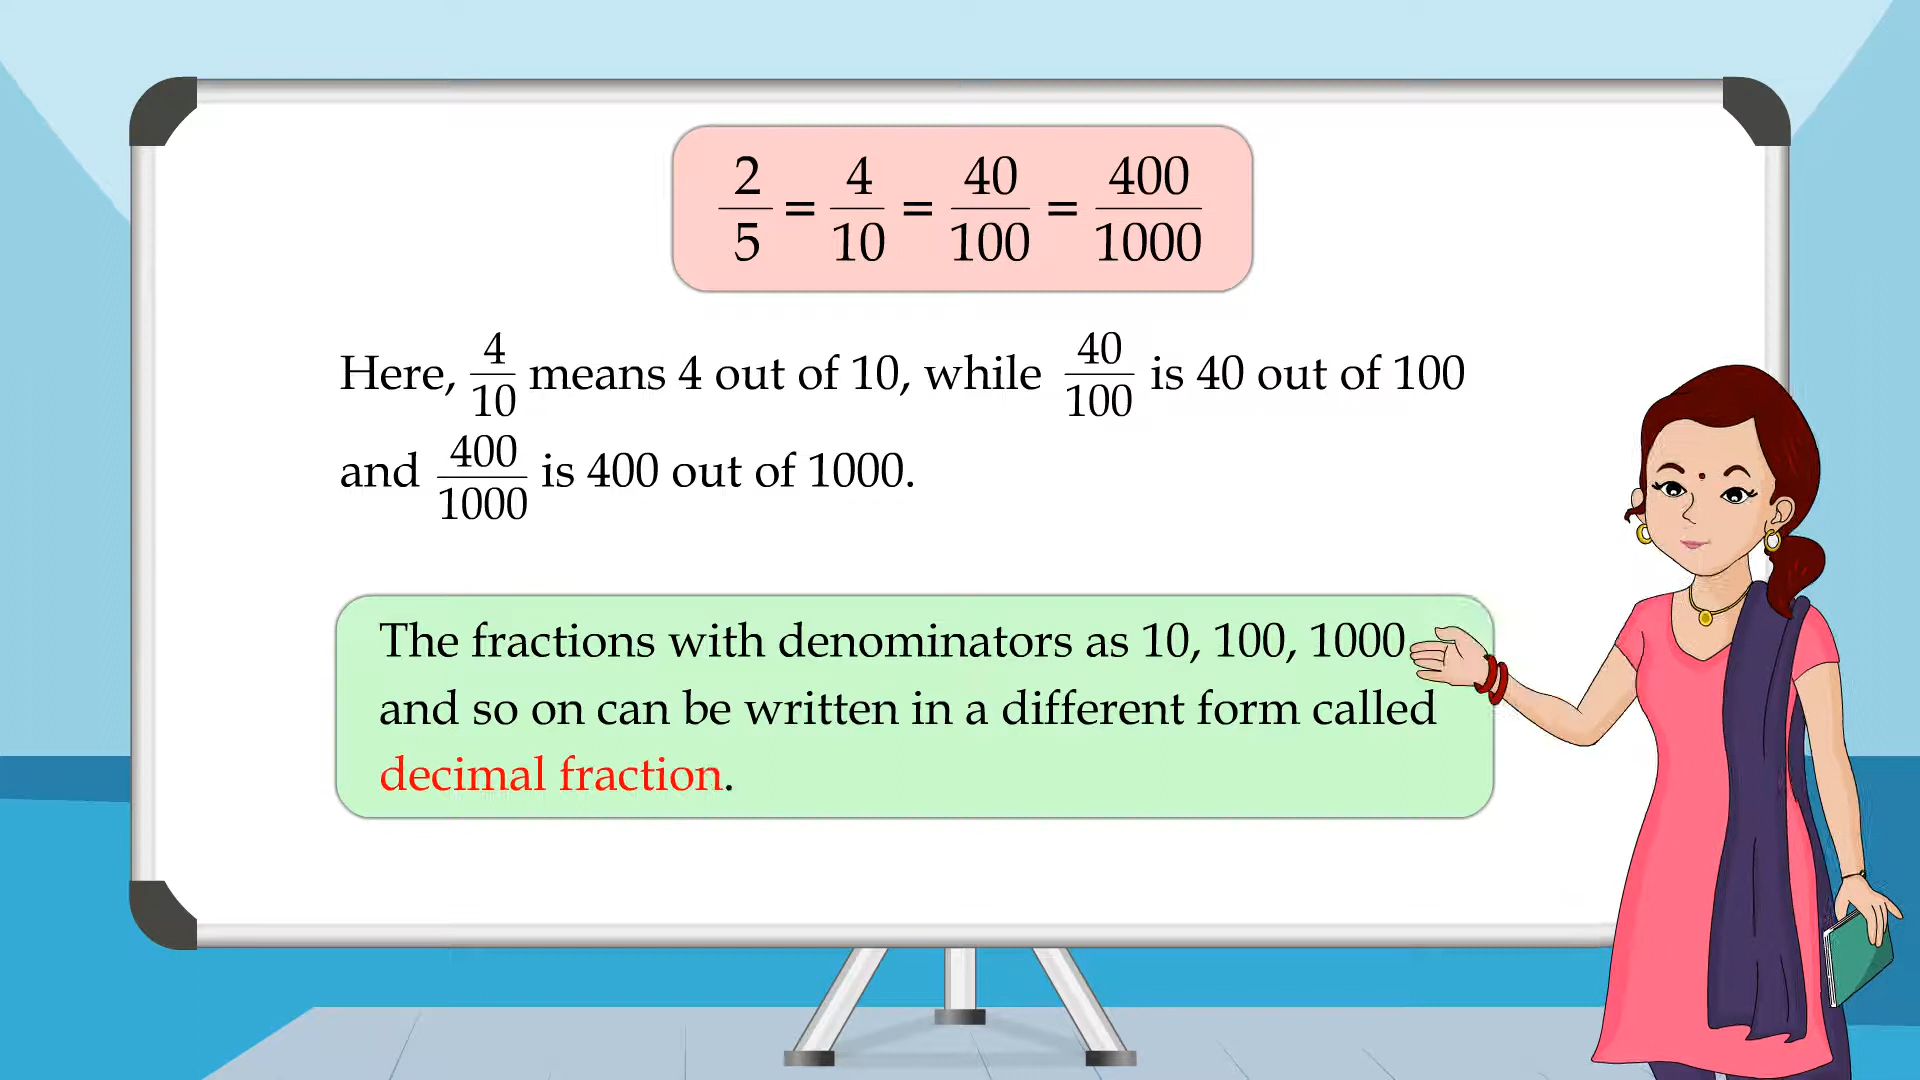 2/5 = 4/10 = 40/100 = 400/1000
Here, 4/10 means 4 out of 10, while 40/100 is 40 out of 100
and 400/1000 is 400 out of 1000.
The fractions with denominators as 10, 100, 1000
and so on can be written in a different form called
decimal fraction.